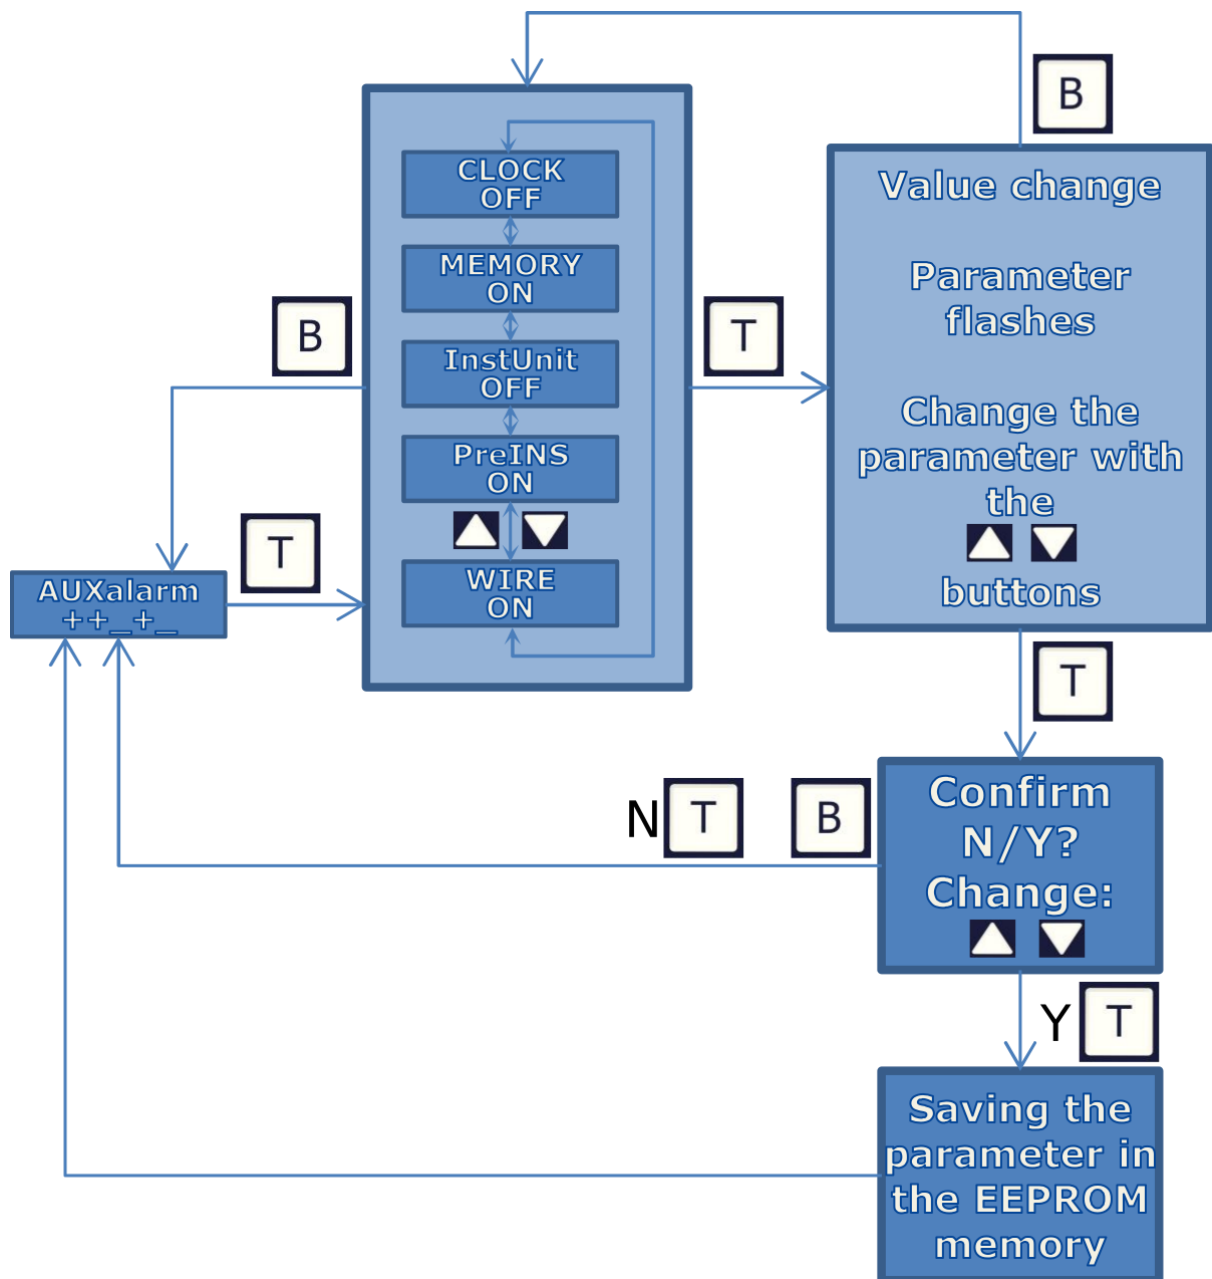 B
CLOCK
OFF
MEMORY
ON
InstUnit
OFF
PreINS
ON
WIRE
ON
B
T
T
AUXalarm
++_+_
Value change
Parameter
flashes
Change the
parameter with
the
buttons
T
Confirm
N/Y?
Change:
N T B
Y T
Saving the
parameter in
the EEPROM
memory